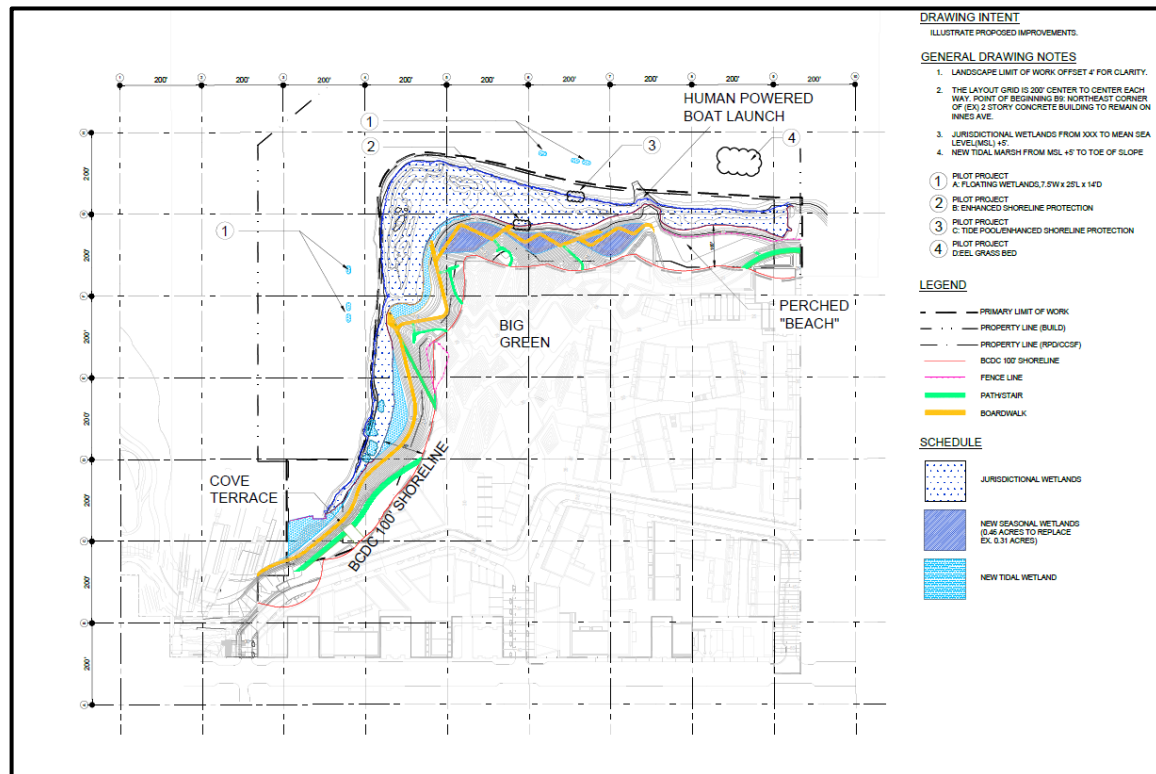 DRAWING INTENT
ILLUSTRATE PROPOSED IMPROVEMENTS.
GENERAL DRAWING NOTES
1. LANDSCAPE LIMIT OF WORK OFFSET 4' FOR CLARITY.
2. THE LAYOUT GRID IS 200' CENTER TO CENTER EACH
WAY. POINT OF BEGINNING B9: NORTHEAST CORNER
OF (EX) 2 STORY CONCRETE BUILDING TO REMAIN ON
INNES AVE.
3. JURISDICTIONAL WETLANDS FROM XXX TO MEAN SEA
LEVEL(MSL) +5'.
4. NEW TIDAL MARSH FROM MSL +5' TO TOE OF SLOPE
1 PILOT PROJECT
A: FLOATING WETLANDS,7.5'W x 25'L x 14'D
2 PILOT PROJECT
B: ENHANCED SHORELINE PROTECTION
3 PILOT PROJECT
C: TIDE POOL/ENHANCED SHORELINE PROTECTION
4 PILOT PROJECT
D:EEL GRASS BED
LEGEND
PRIMARY LIMIT OF WORK
PROPERTY LINE (BUILD)
PROPERTY LINE (RPD/CCSF)
BCDC 100' SHORELINE
FENCE LINE
PATH/STAIR
BOARDWALK
SCHEDULE
JURISDICTIONAL WETLANDS
NEW SEASONAL WETLANDS
(0.46 ACRES TO REPLACE
EX. 0.31 ACRES)
NEW TIDAL WETLAND
200' 200' 200' 200' 200' 200' 200' 200' 200'
200'
200'
200'
200'
200'
200'
200'
HUMAN POWERED
BOAT LAUNCH
1
2
3
4
1
PERCHED
"BEACH"
BIG
GREEN
COVE
TERRACE
BCDC 100' SHORELINE